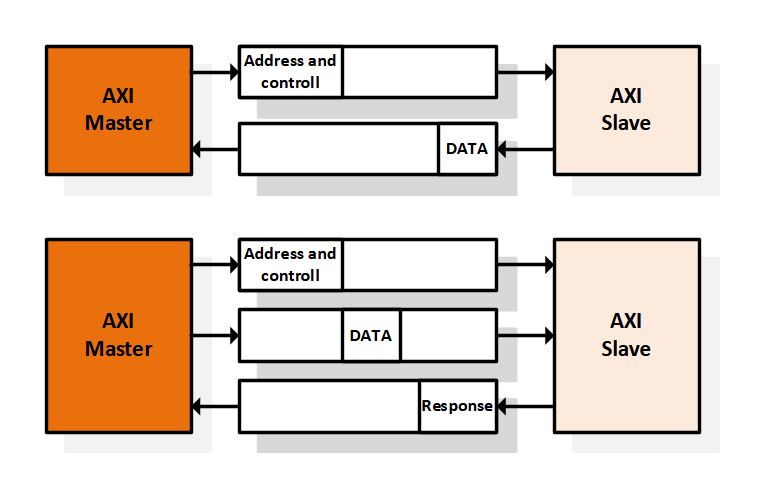 AXI
Master
Address and
controll
DATA
AXI
Slave
AXI
Master
Address and
controll
DATA
Response
AXI
Slave